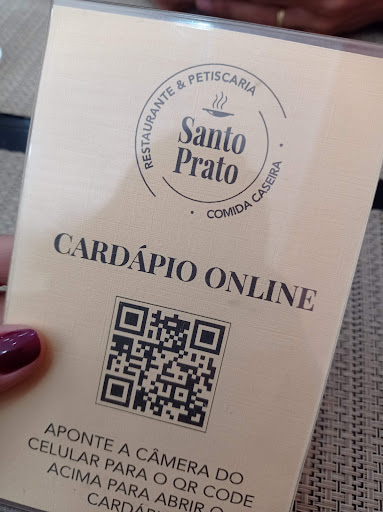 RESTAURANTE & PETISCARIA
Santo
Prato
• COMIDA CASEIRA •
CARDÁPIO ONLINE
APONTE A CÂMERA DO
CELULAR PARA O QR CODE
ACIMA PARA ABRIR O